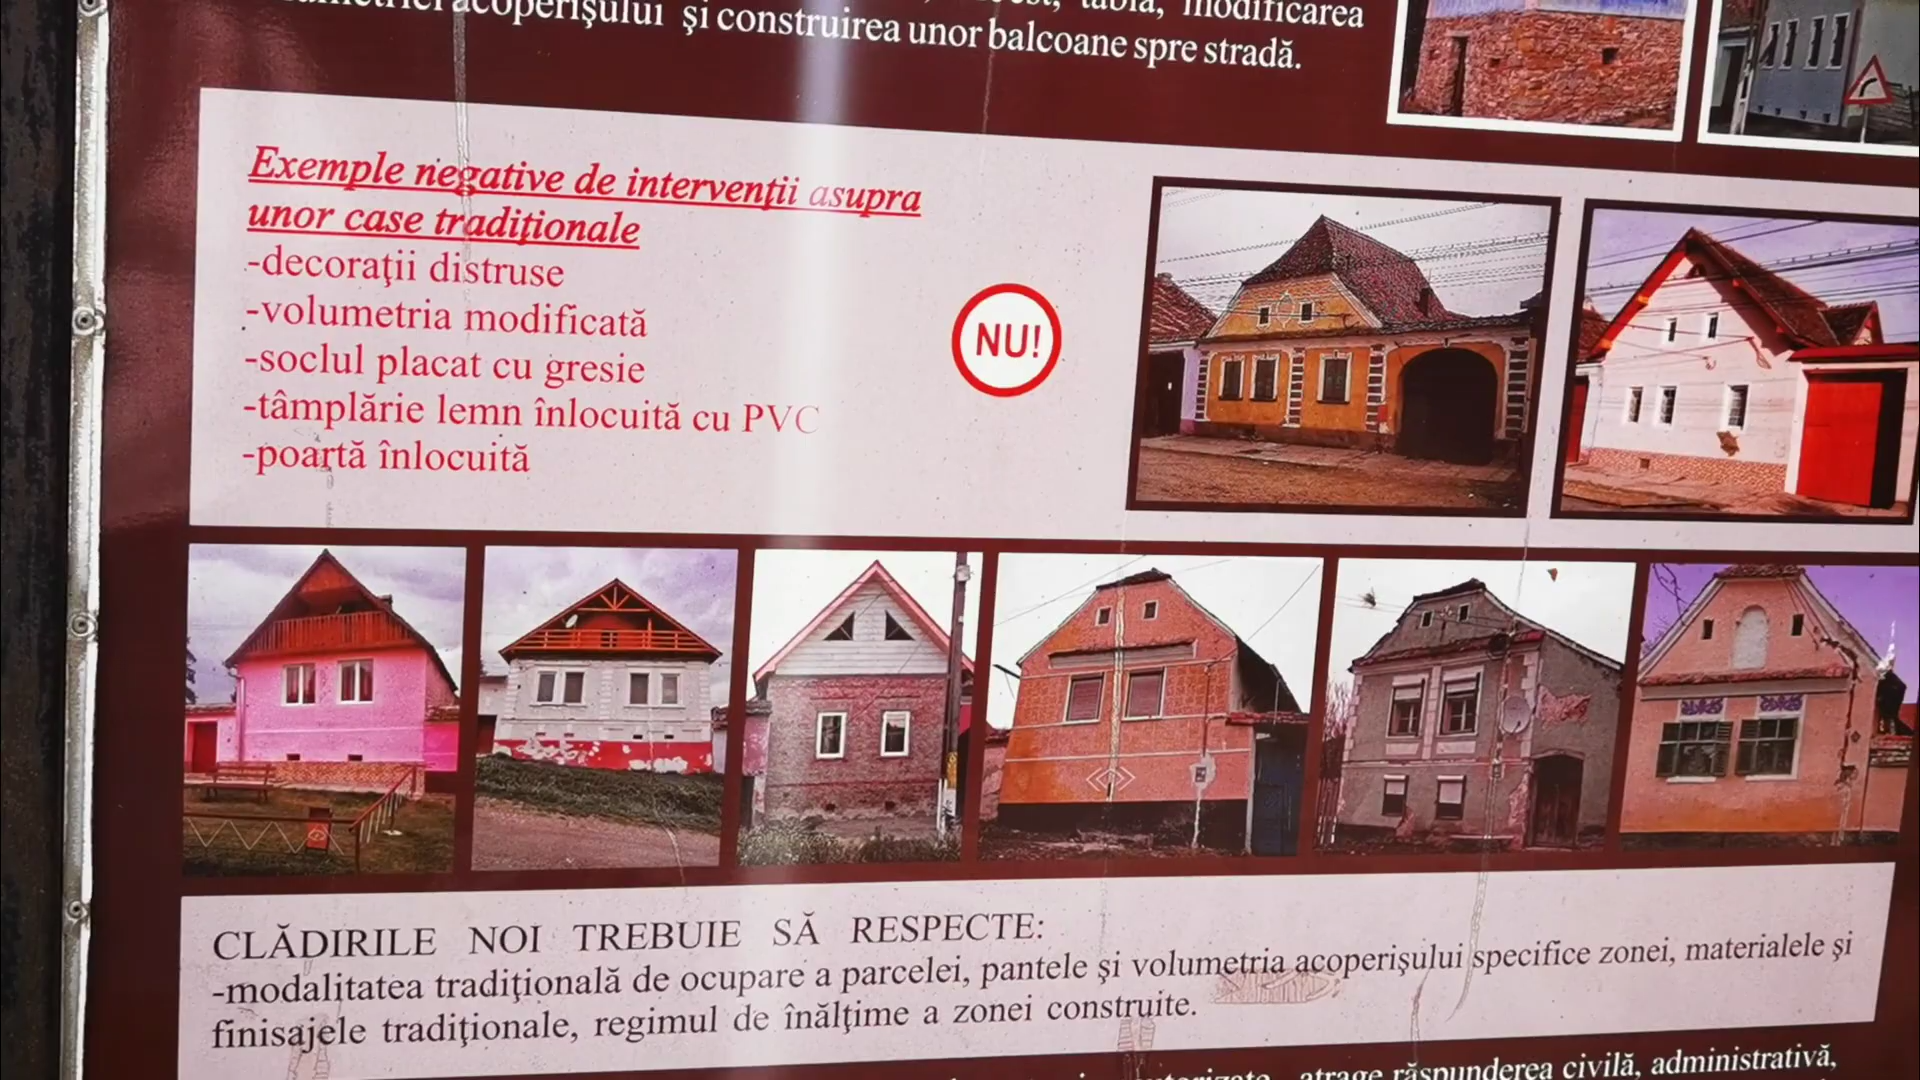 acoperişului şi construirea unor balcoane spre stradă.
tablă, modificarea
Exemple negative de intervenţii asupra
unor case tradiţionale
-decoraţii distruse
-volumetria modificată
-soclul placat cu gresie
-tâmplărie lemn înlocuită cu PVC
-poartă înlocuită
NU!
CLĂDIRILE NOI TREBUIE SĂ RESPECTE:
-modalitatea tradiţională de ocupare a parcelei, pantele şi volumetria acoperişului specifice zonei, materialele şi
finisajele tradiţionale, regimul de înălţime a zonei construite.
atrage răspunderea civilă, administrativă,